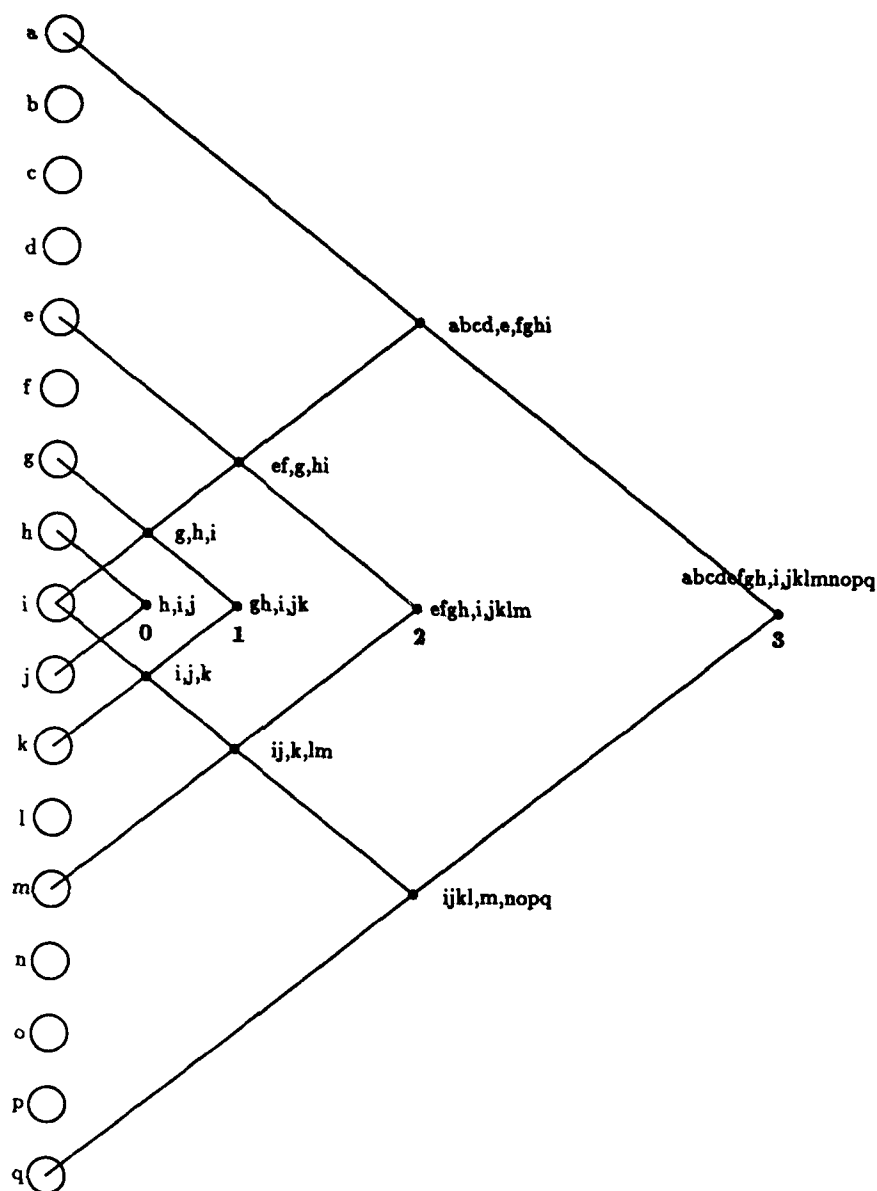 a
b
c
d
e
abcd,e,fghi
f
g
ef,g,hi
h
g,h,i
abcdefgh,i,jklmnopq
i
h,i,j
gh,i,jk
efgh,i,jklm
0
1
2
3
j
i,j,k
k
ij,k,lm
l
m
ijkl,m,nopq
n
o
p
q